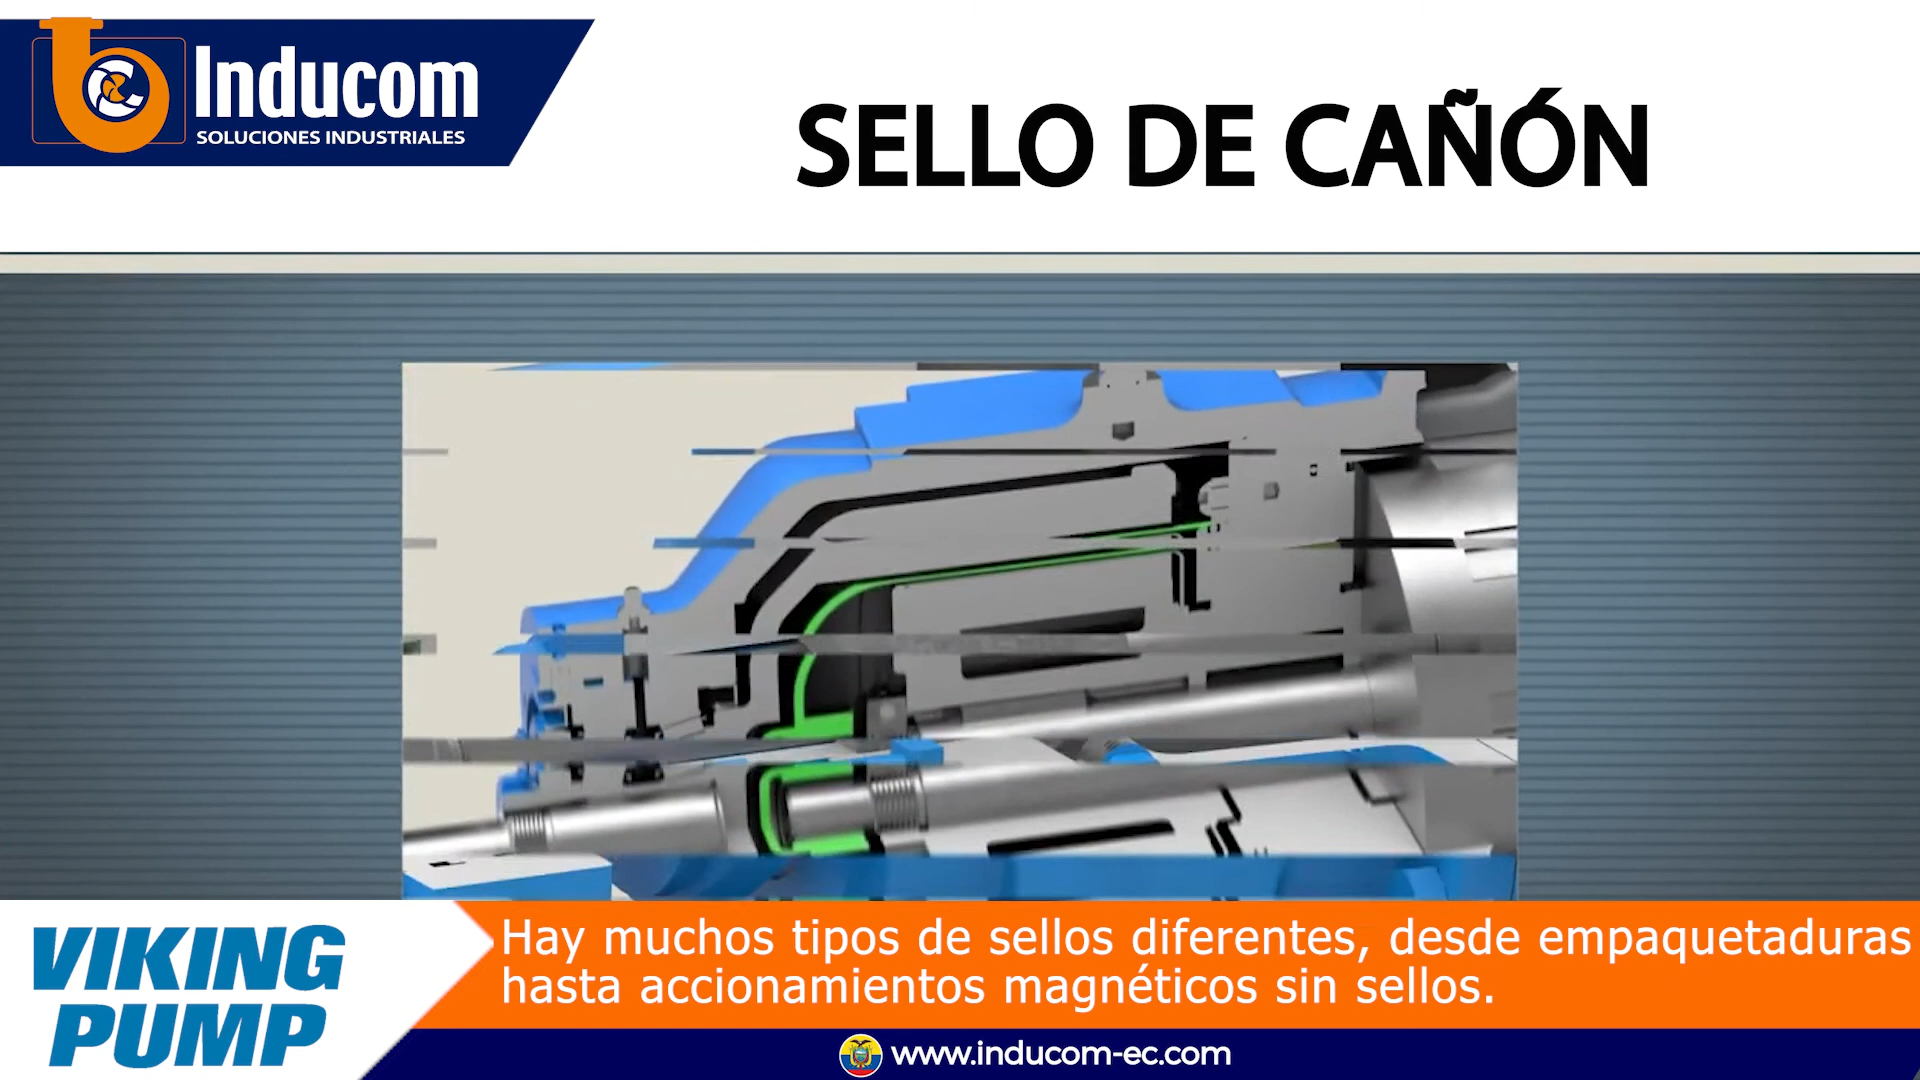 Inducom
SOLUCIONES INDUSTRIALES
SELLO DE CAÑÓN
VIKING
PUMP
Hay muchos tipos de sellos diferentes, desde empaquetaduras
hasta accionamientos magnéticos sin sellos.
www.inducom-ec.com